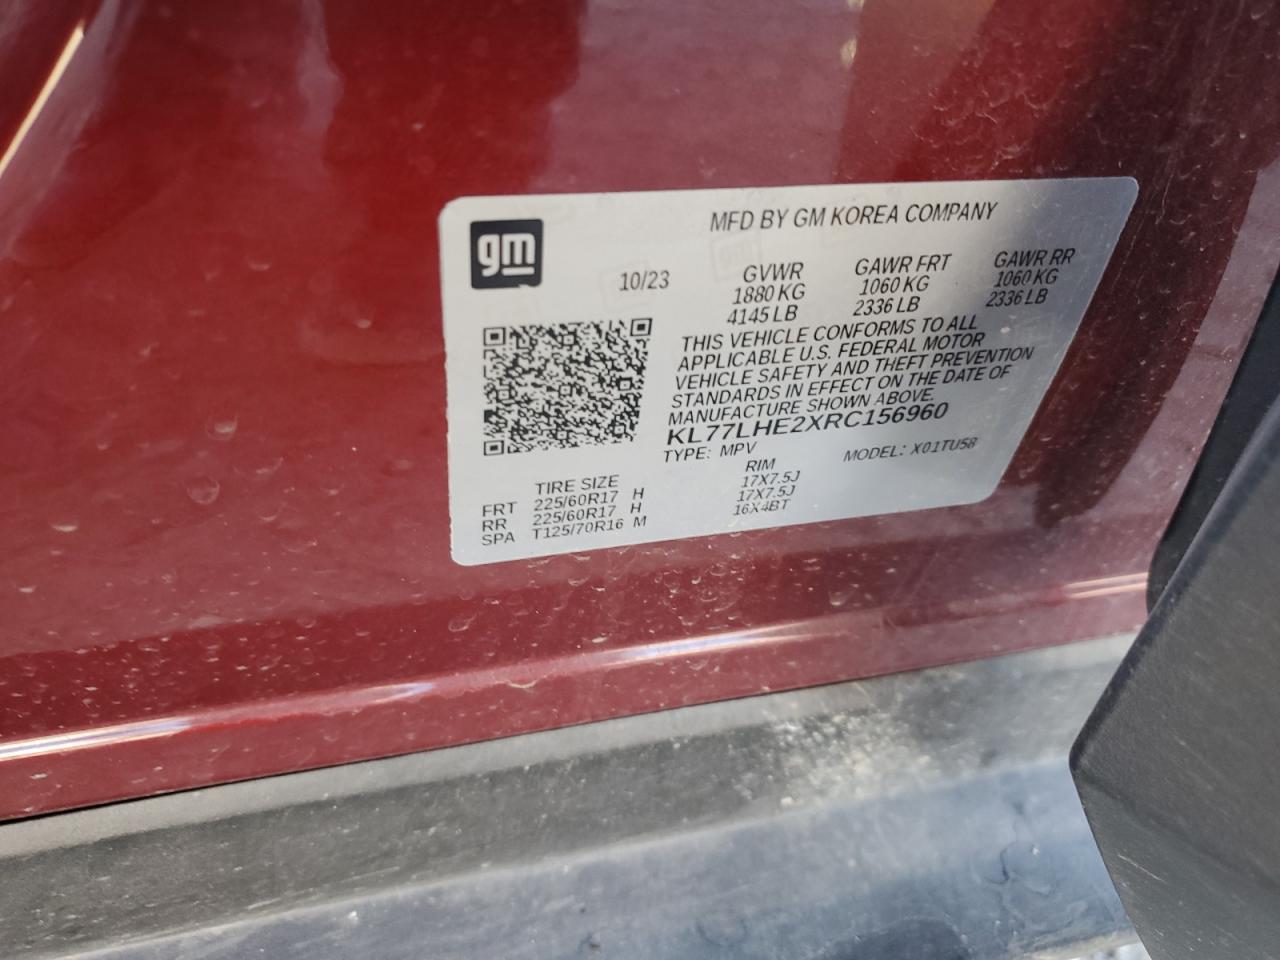 gm
MFD BY GM KOREA COMPANY
10/23
GVWR GAWR FRT GAWR RR
1880 KG 1060 KG 1060 KG
4145 LB 2336 LB 2336 LB
THIS VEHICLE CONFORMS TO ALL
APPLICABLE U.S. FEDERAL MOTOR
VEHICLE SAFETY AND THEFT PREVENTION
STANDARDS IN EFFECT ON THE DATE OF
MANUFACTURE SHOWN ABOVE.
KL77LHE2XRC156960
TYPE: MPV MODEL: X01TU58
TIRE SIZE RIM
FRT 225/60R17 H 17X7.5J
RR 225/60R17 H 17X7.5J
SPA T125/70R16 M 16X4BT